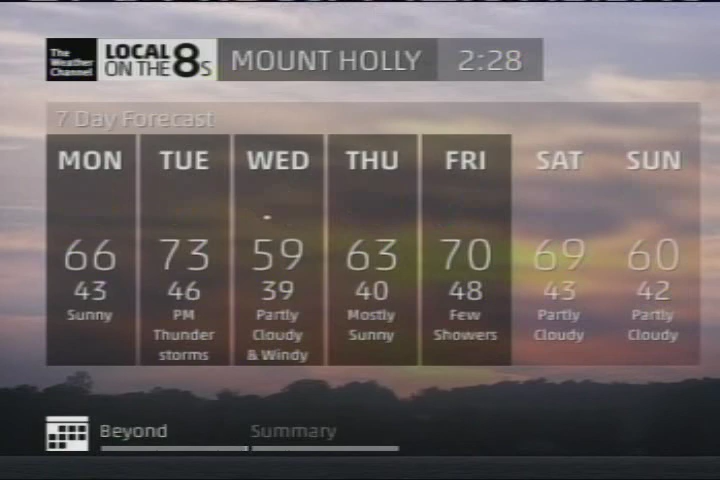 The Weather Channel
LOCAL ON THE 8s
MOUNT HOLLY 2:28
7 Day Forecast
MON TUE WED THU FRI SAT SUN
66 73 59 63 70 69 60
43 46 39 40 48 43 42
Sunny PM Partly Mostly Few Partly Partly
Thunder Cloudy Sunny Showers Cloudy Cloudy
storms & Windy
Beyond Summary